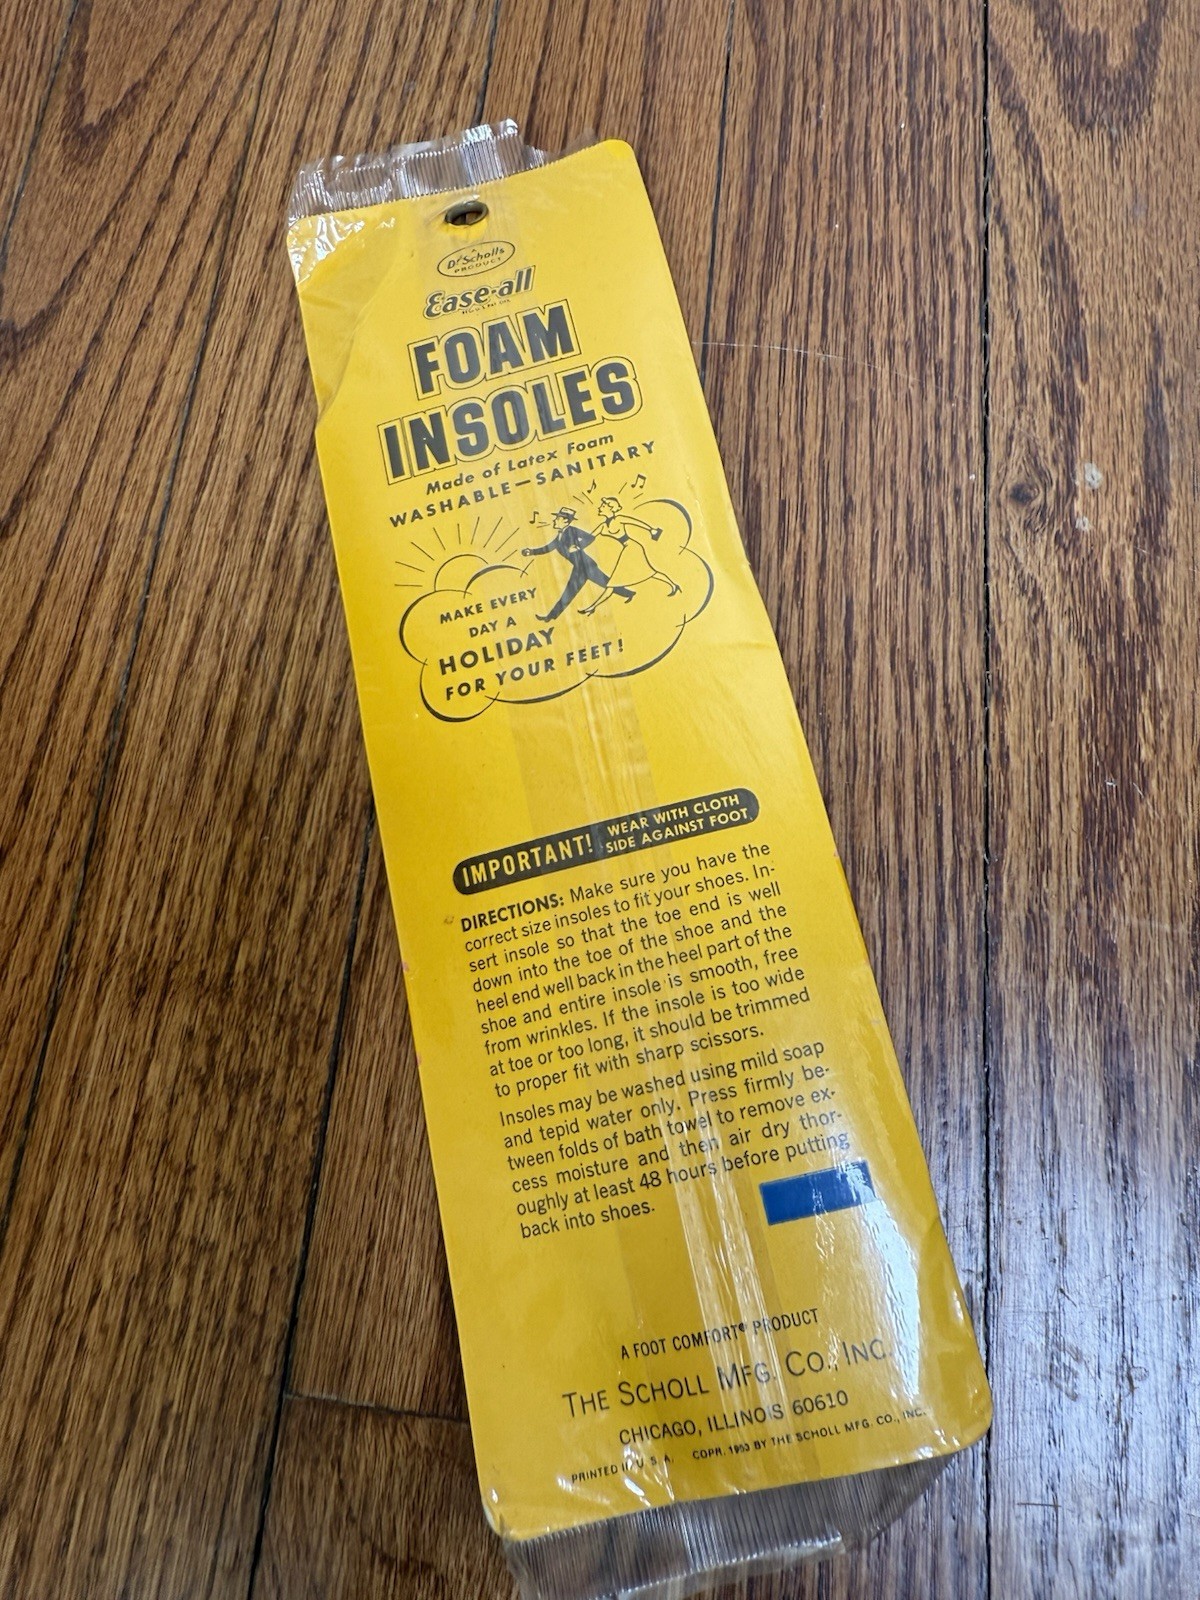 A
Dr Scholl's
PRODUCT
Ease-all
FOAM
INSOLES
Made of Latex Foam
WASHABLE—SANITARY
MAKE EVERY
DAY A
HOLIDAY
FOR YOUR FEET!
IMPORTANT! WEAR WITH CLOTH
SIDE AGAINST FOOT.
DIRECTIONS: Make sure you have the
correct size insoles to fit your shoes. In-
sert insole so that the toe end is well
down into the toe of the shoe and the
heel end well back in the heel part of the
shoe and entire insole is smooth, free
from wrinkles. If the insole is too wide
at toe or too long, it should be trimmed
to proper fit with sharp scissors.
Insoles may be washed using mild soap
and tepid water only. Press firmly be-
tween folds of bath towel to remove ex-
cess moisture and then air dry thor-
oughly at least 48 hours before putting
back into shoes.
A FOOT COMFORT® PRODUCT
THE SCHOLL MFG. CO., INC.
CHICAGO, ILLINOIS 60610
PRINTED IN U. S. A. COPR. BY THE SCHOLL MFG. CO., INC.